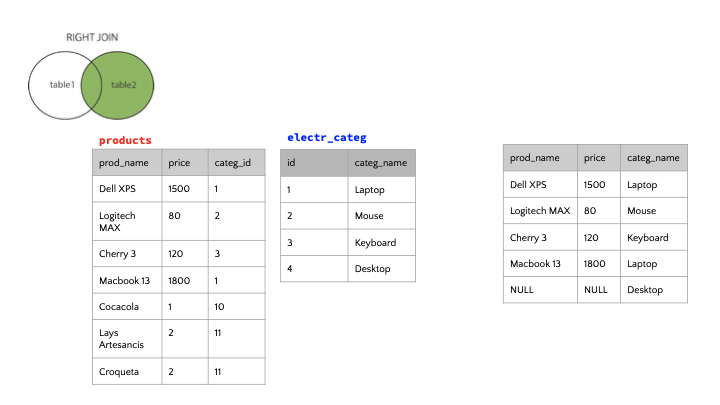 RIGHT JOIN
table1 table2
products
prod_name price categ_id
Dell XPS 1500 1
Logitech
MAX 80 2
Cherry 3 120 3
Macbook 13 1800 1
Cocacola 1 10
Lays
Artesancis 2 11
Croqueta 2 11
electr_categ
id categ_name
1 Laptop
2 Mouse
3 Keyboard
4 Desktop
prod_name price categ_name
Dell XPS 1500 Laptop
Logitech MAX 80 Mouse
Cherry 3 120 Keyboard
Macbook 13 1800 Laptop
NULL NULL Desktop